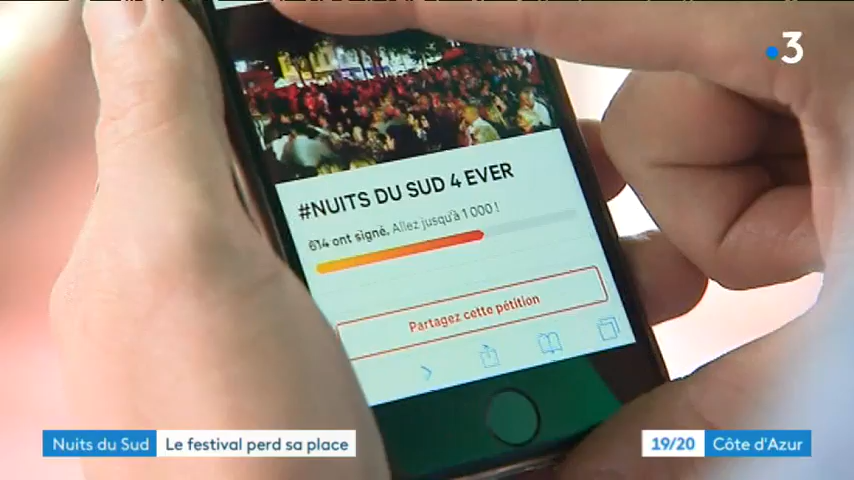 3
#NUITS DU SUD 4 EVER
614 ont signé. Allez jusqu'à 1 000 !
Partagez cette pétition
Nuits du Sud Le festival perd sa place
19/20 Côte d'Azur